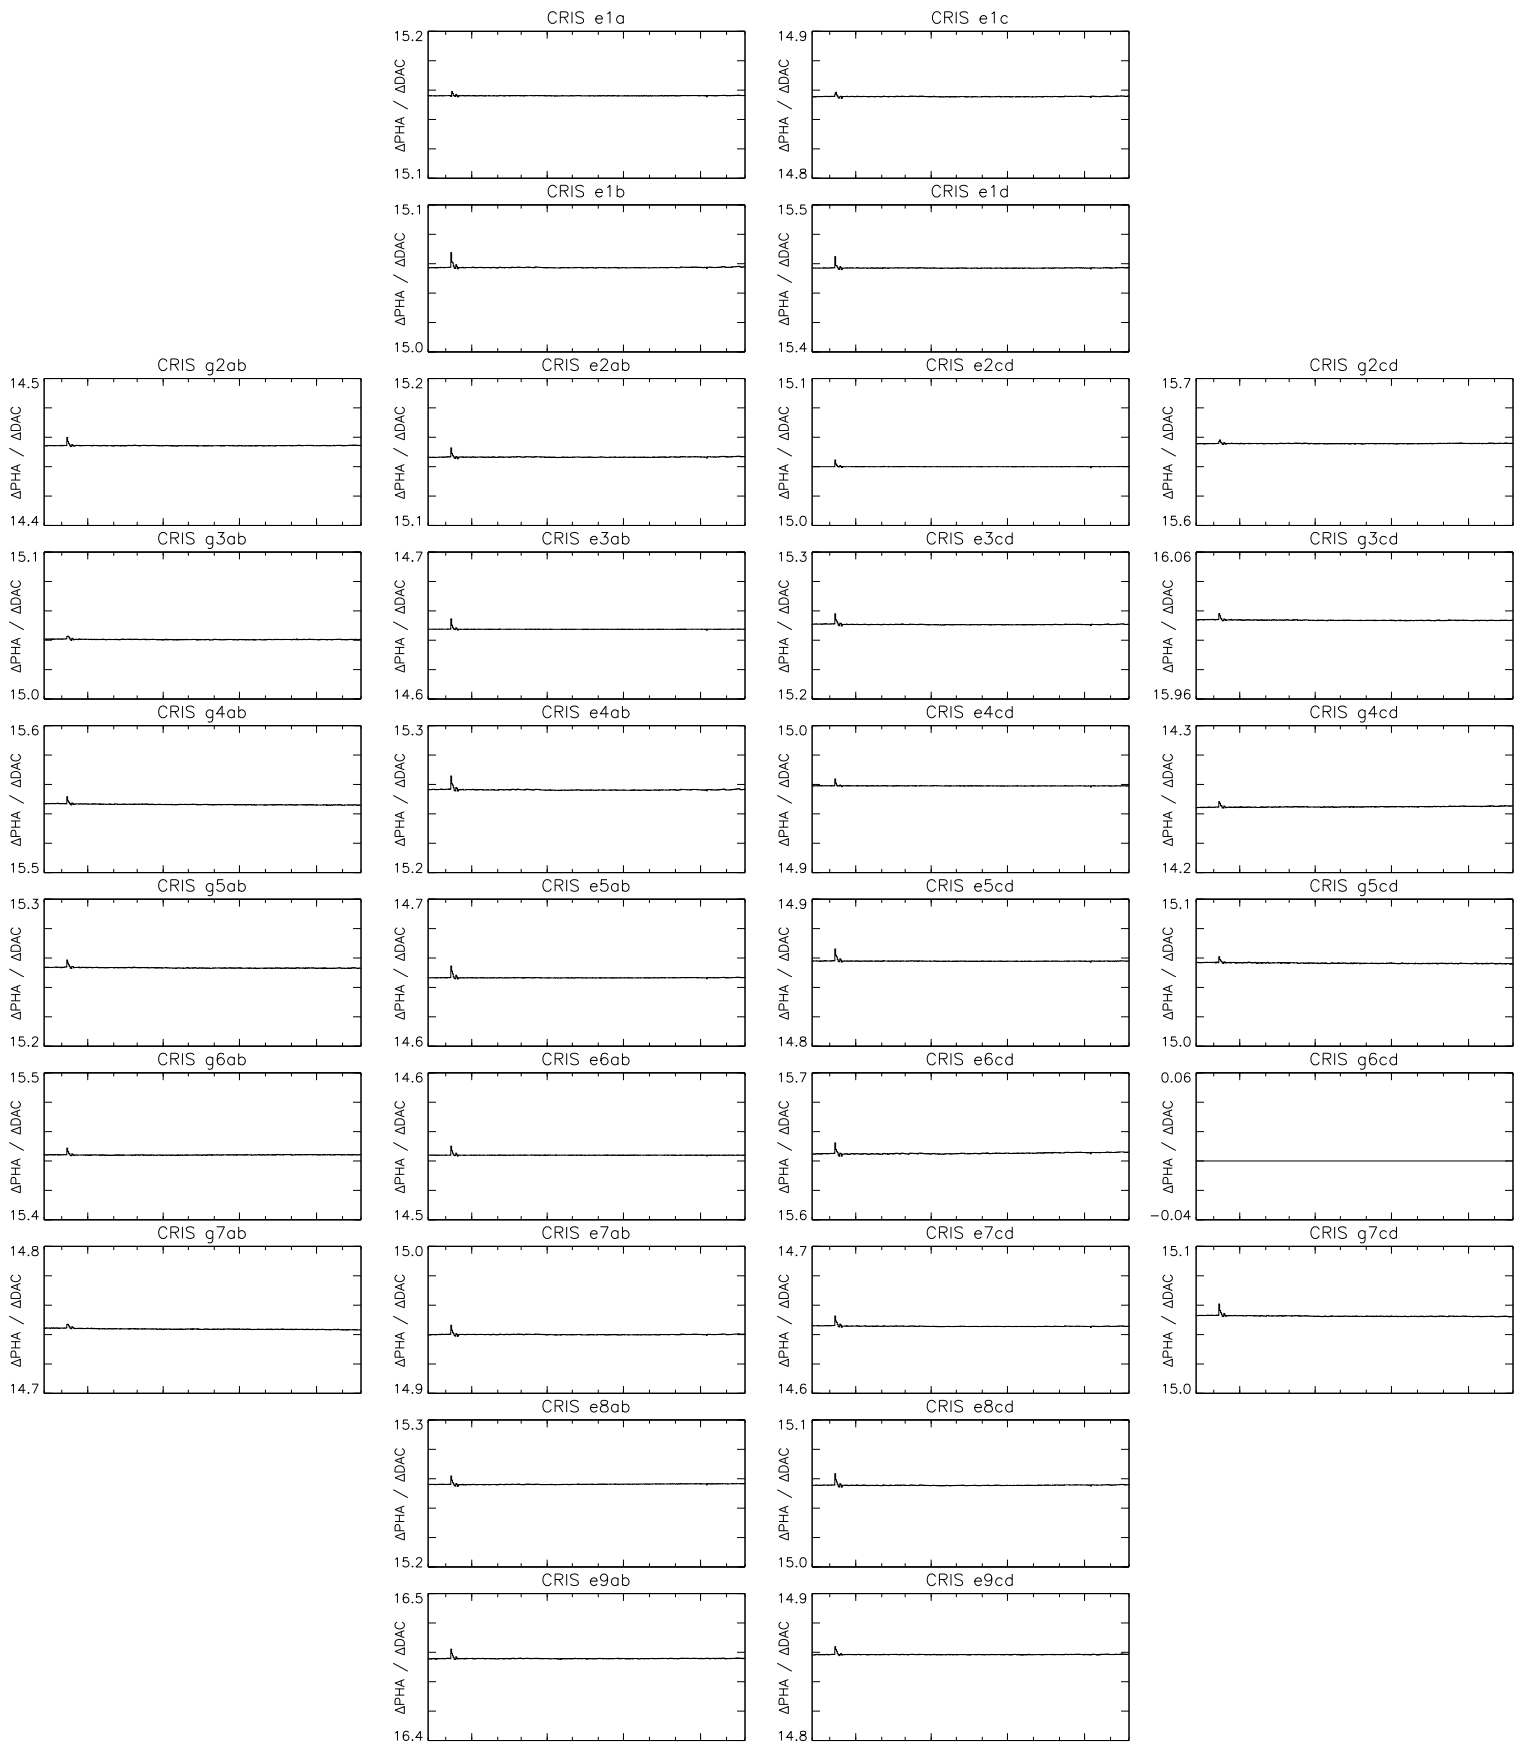 CRIS e1a
15.2
ΔPHA / ΔDAC
15.1
CRIS e1c
14.9
ΔPHA / ΔDAC
14.8
CRIS e1b
15.1
ΔPHA / ΔDAC
15.0
CRIS e1d
15.5
ΔPHA / ΔDAC
15.4
CRIS g2ab
14.5
ΔPHA / ΔDAC
14.4
CRIS e2ab
15.2
ΔPHA / ΔDAC
15.1
CRIS e2cd
15.1
ΔPHA / ΔDAC
15.0
CRIS g2cd
15.7
ΔPHA / ΔDAC
15.6
CRIS g3ab
15.1
ΔPHA / ΔDAC
15.0
CRIS e3ab
14.7
ΔPHA / ΔDAC
14.6
CRIS e3cd
15.3
ΔPHA / ΔDAC
15.2
CRIS g3cd
16.06
ΔPHA / ΔDAC
15.96
CRIS g4ab
15.6
ΔPHA / ΔDAC
15.5
CRIS e4ab
15.3
ΔPHA / ΔDAC
15.2
CRIS e4cd
15.0
ΔPHA / ΔDAC
14.9
CRIS g4cd
14.3
ΔPHA / ΔDAC
14.2
CRIS g5ab
15.3
ΔPHA / ΔDAC
15.2
CRIS e5ab
14.7
ΔPHA / ΔDAC
14.6
CRIS e5cd
14.9
ΔPHA / ΔDAC
14.8
CRIS g5cd
15.1
ΔPHA / ΔDAC
15.0
CRIS g6ab
15.5
ΔPHA / ΔDAC
15.4
CRIS e6ab
14.6
ΔPHA / ΔDAC
14.5
CRIS e6cd
15.7
ΔPHA / ΔDAC
15.6
CRIS g6cd
0.06
ΔPHA / ΔDAC
−0.04
CRIS g7ab
14.8
ΔPHA / ΔDAC
14.7
CRIS e7ab
15.0
ΔPHA / ΔDAC
14.9
CRIS e7cd
14.7
ΔPHA / ΔDAC
14.6
CRIS g7cd
15.1
ΔPHA / ΔDAC
15.0
CRIS e8ab
15.3
ΔPHA / ΔDAC
15.2
CRIS e8cd
15.1
ΔPHA / ΔDAC
15.0
CRIS e9ab
16.5
ΔPHA / ΔDAC
16.4
CRIS e9cd
14.9
ΔPHA / ΔDAC
14.8